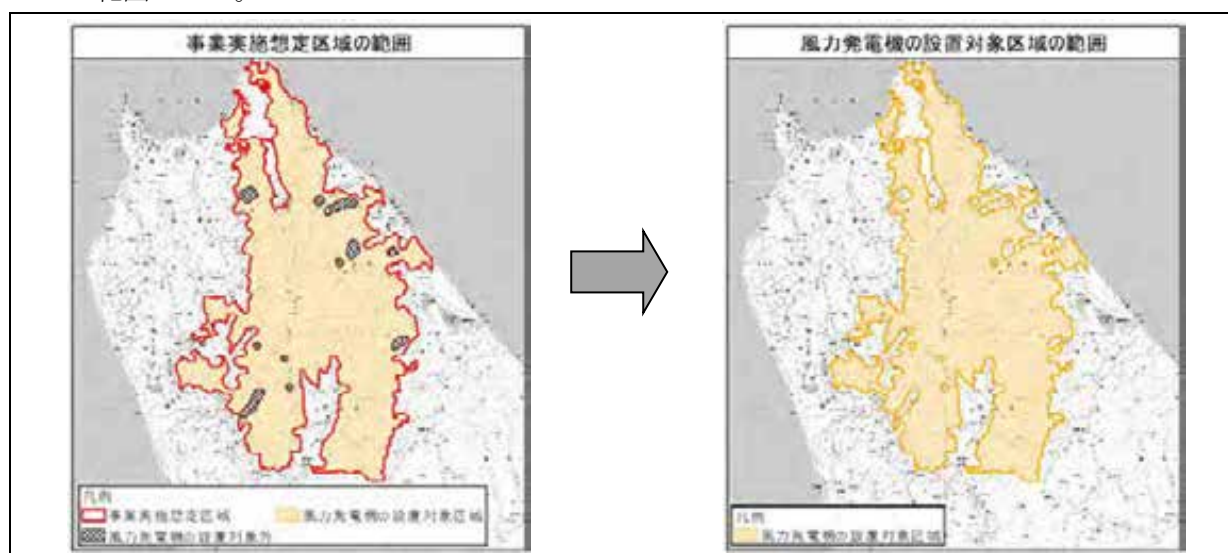 事業実施想定区域の範囲
凡例
事業実施想定区域
風力発電機の設置対象区域
風力発電機の設置対象外
風力発電機の設置対象区域の範囲
凡例
風力発電機の設置対象区域